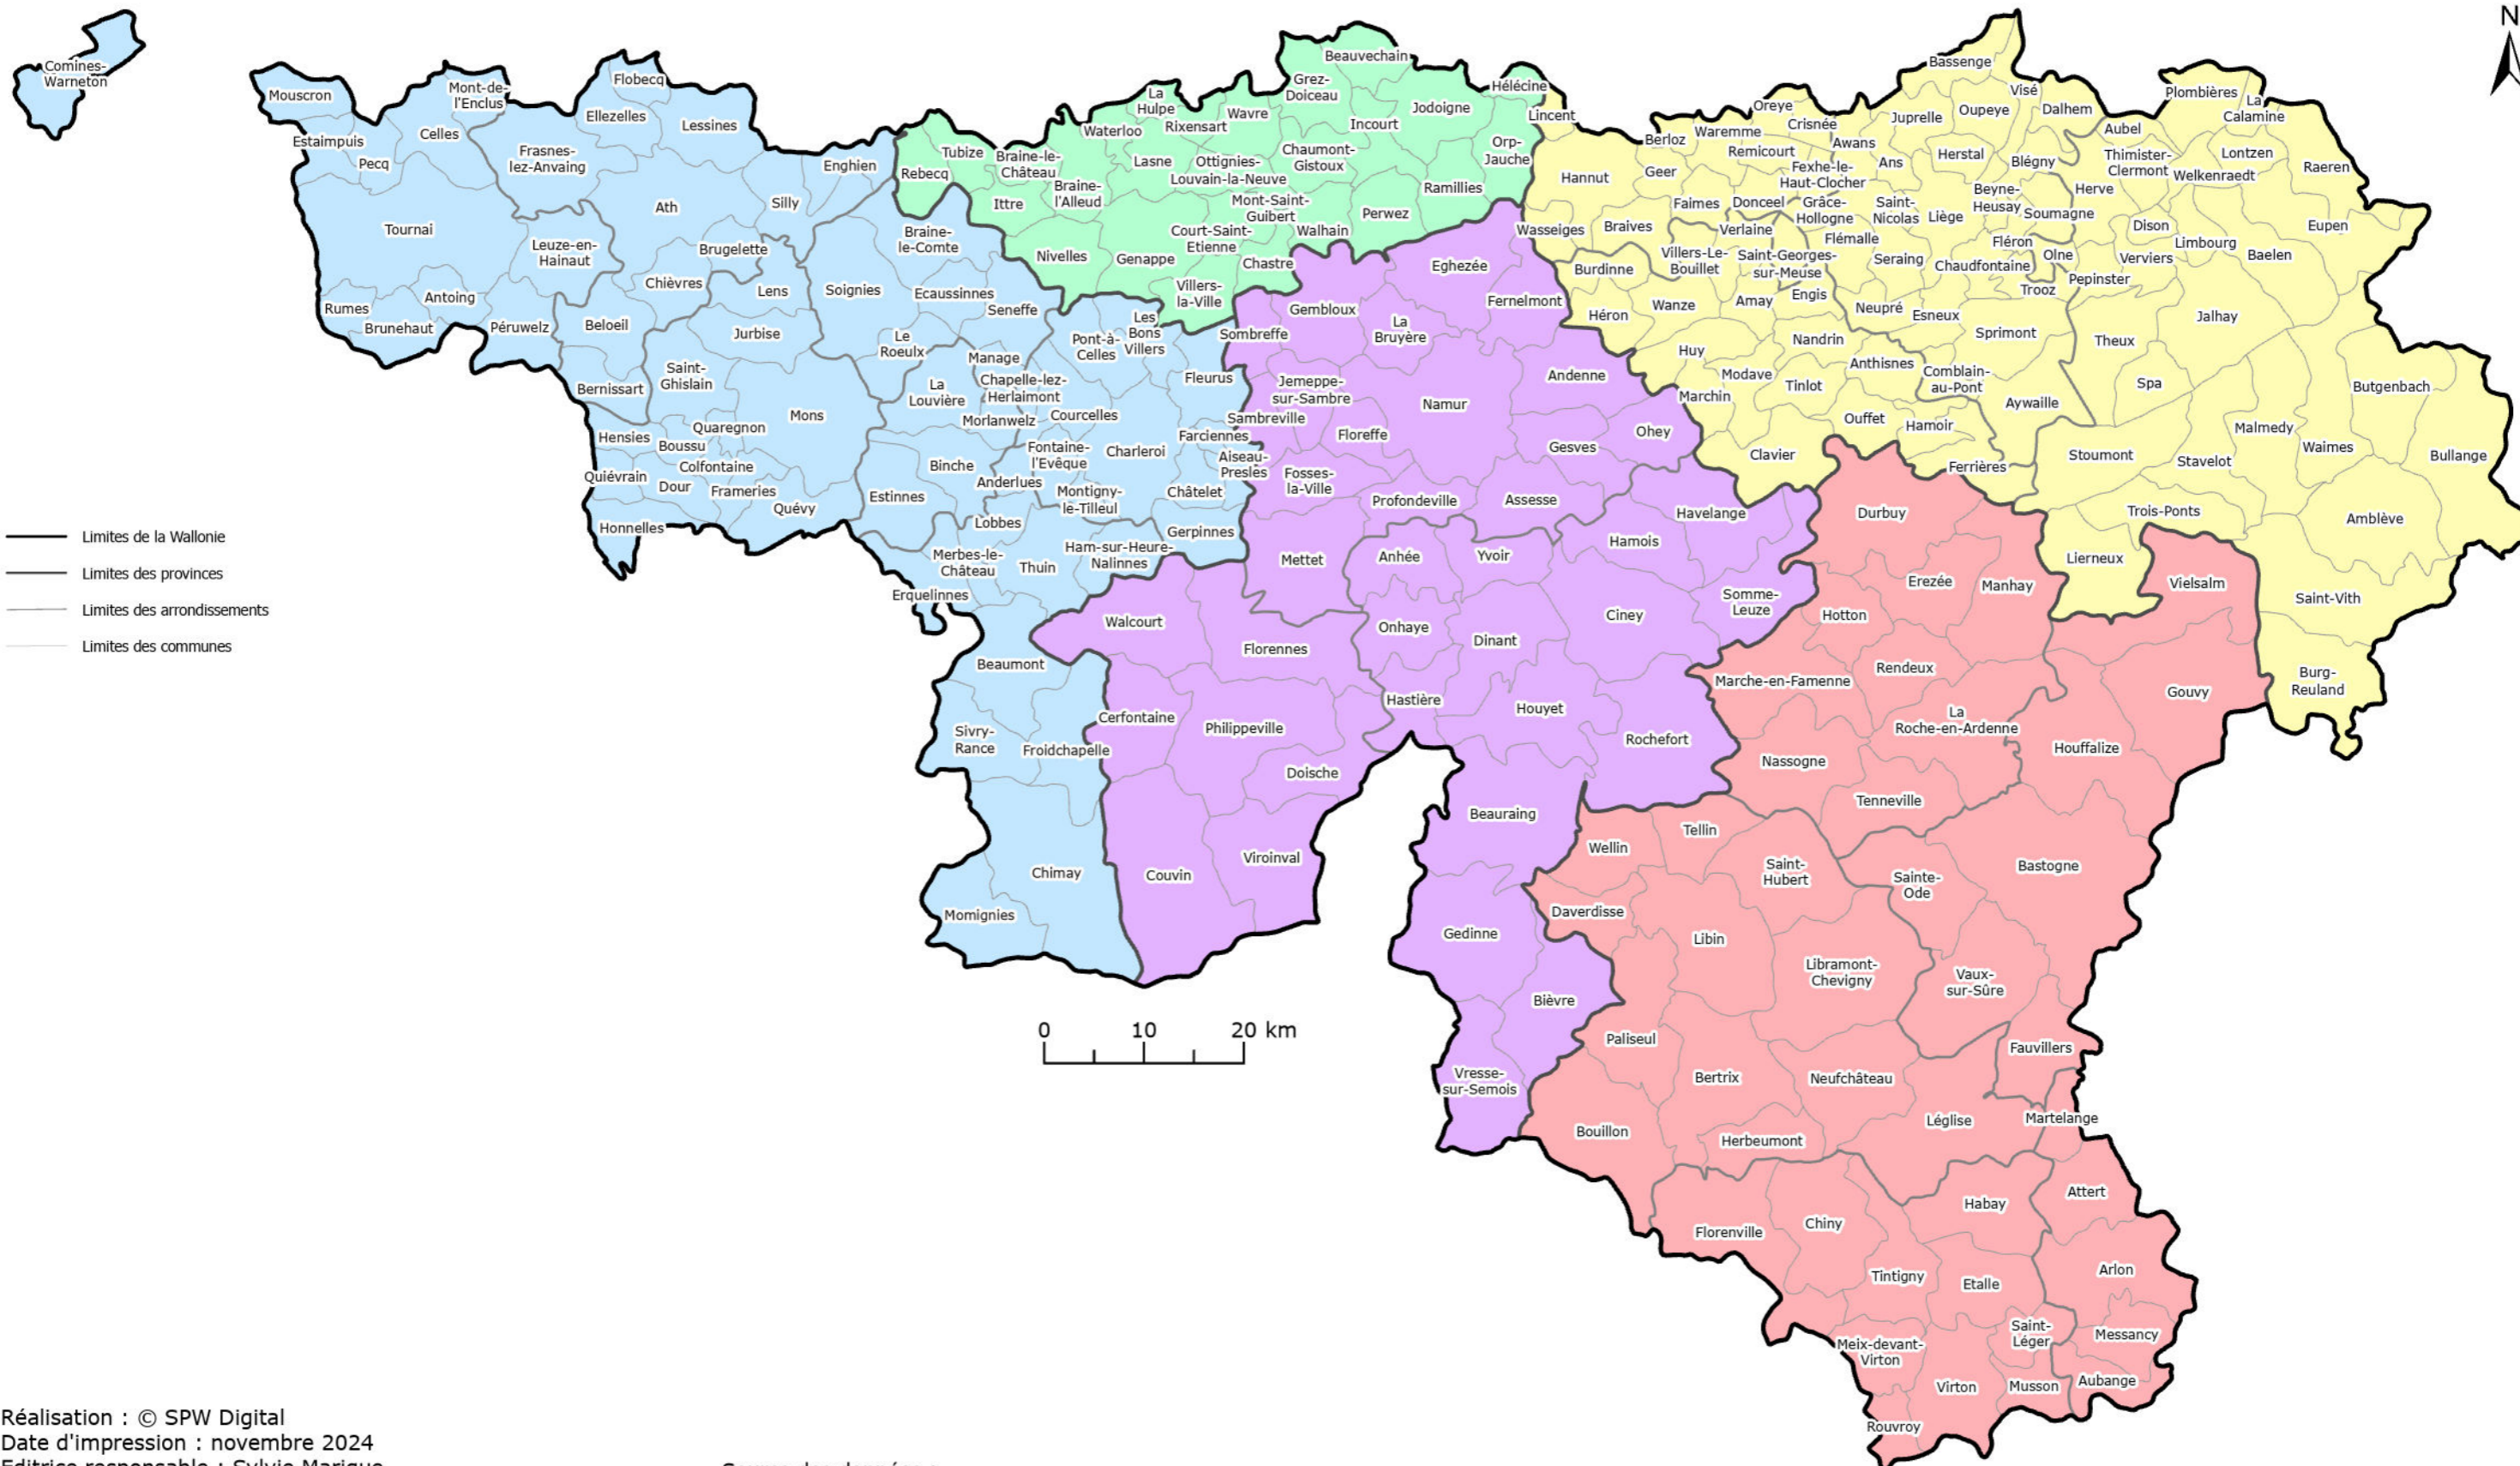 N
Comines-
Warneton
Mouscron
Estaimpuis
Pecq
Celles
Mont-de-
l'Enclus
Flobecq
Ellezelles
Lessines
Frasnes-
lez-Anvaing
Enghien
Ath
Silly
Tournai
Leuze-en-
Hainaut
Brugelette
Chièvres
Lens
Rumes
Antoing
Brunehaut
Péruwelz
Beloeil
Jurbise
Bernissart
Saint-
Ghislain
Mons
Hensies
Quaregnon
Boussu
Colfontaine
Quiévrain
Dour
Frameries
Quévy
Honnelles
Braine-
le-Comte
Soignies
Ecaussinnes
Seneffe
Le
Roeulx
Manage
La
Louvière
Chapelle-lez-
Herlaimont
Morlanwelz
Courcelles
Pont-à-
Celles
Les
Bons
Villers
Fleurus
Farciennes
Aiseau-
Presles
Charleroi
Fontaine-
l'Evêque
Binche
Anderlues
Estinnes
Montigny-
le-Tilleul
Châtelet
Lobbes
Gerpinnes
Merbes-le-
Château
Thuin
Ham-sur-Heure-
Nalinnes
Erquelinnes
Beaumont
Sivry-
Rance
Froidchapelle
Chimay
Momignies
Rebecq
Tubize
Braine-le-
Château
Ittre
Braine-
l'Alleud
Waterloo
La
Hulpe
Rixensart
Wavre
Lasne
Ottignies-
Louvain-la-Neuve
Grez-
Doiceau
Beauvechain
Hélécine
Jodoigne
Incourt
Orp-
Jauche
Chaumont-
Gistoux
Ramillies
Mont-Saint-
Guibert
Perwez
Walhain
Court-Saint-
Etienne
Nivelles
Genappe
Chastre
Villers-
la-Ville
Eghezée
Fernelmont
Gembloux
La
Bruyère
Sombreffe
Jemeppe-
sur-Sambre
Namur
Andenne
Sambreville
Floreffe
Gesves
Ohey
Fosses-
la-Ville
Profondeville
Assesse
Havelange
Mettet
Anhée
Yvoir
Hamois
Somme-
Leuze
Ciney
Walcourt
Florennes
Onhaye
Dinant
Cerfontaine
Philippeville
Hastière
Houyet
Rochefort
Doische
Couvin
Viroinval
Beauraing
Gedinne
Bièvre
Vresse-
sur-Semois
Lincent
Hannut
Wasseiges
Braives
Burdinne
Héron
Berloz
Geer
Waremme
Oreye
Crisnée
Remicourt
Awans
Faimes
Donceel
Fexhe-le-
Haut-Clocher
Grâce-
Hollogne
Verlaine
Villers-Le-
Bouillet
Saint-Georges-
sur-Meuse
Flémalle
Wanze
Amay
Engis
Huy
Nandrin
Modave
Tinlot
Marchin
Anthisnes
Ouffet
Clavier
Hamoir
Ferrières
Bassenge
Juprelle
Oupeye
Visé
Dalhem
Ans
Herstal
Blégny
Saint-
Nicolas
Liège
Beyne-
Heusay
Soumagne
Fléron
Seraing
Chaudfontaine
Olne
Trooz
Neupré
Esneux
Sprimont
Comblain-
au-Pont
Aywaille
Plombières
La
Calamine
Aubel
Thimister-
Clermont
Lontzen
Welkenraedt
Raeren
Herve
Dison
Limbourg
Verviers
Baelen
Eupen
Pepinster
Theux
Jalhay
Spa
Butgenbach
Malmedy
Waimes
Bullange
Stoumont
Stavelot
Trois-Ponts
Amblève
Lierneux
Saint-Vith
Burg-
Reuland
Durbuy
Erezée
Manhay
Hotton
Vielsalm
Rendeux
Marche-en-Famenne
Gouvy
La
Roche-en-Ardenne
Houffalize
Nassogne
Tenneville
Wellin
Tellin
Saint-
Hubert
Sainte-
Ode
Bastogne
Daverdisse
Libin
Libramont-
Chevigny
Vaux-
sur-Sûre
Paliseul
Fauvillers
Bertrix
Neufchâteau
Bouillon
Herbeumont
Léglise
Martelange
Attert
Habay
Florenville
Chiny
Tintigny
Etalle
Arlon
Meix-devant-
Virton
Saint-
Léger
Messancy
Virton
Musson
Aubange
Rouvroy
Limites de la Wallonie
Limites des provinces
Limites des arrondissements
Limites des communes
0 10 20 km
Réalisation : © SPW Digital
Date d'impression : novembre 2024
Editrice responsable : Sylvie Marique